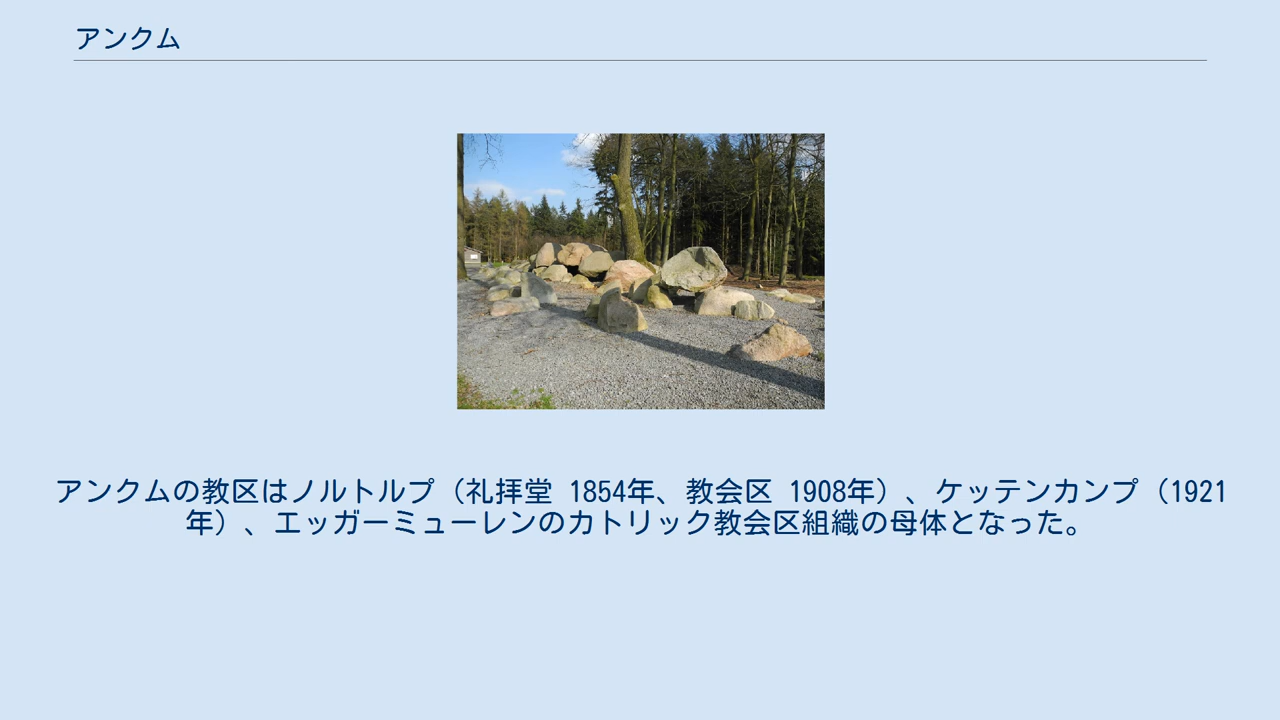 アンクム
アンクムの教区はノルトルプ（礼拝堂 1854年、教会区 1908年）、ケッテンカンプ（1921
年）、エッガーミューレンのカトリック教会区組織の母体となった。